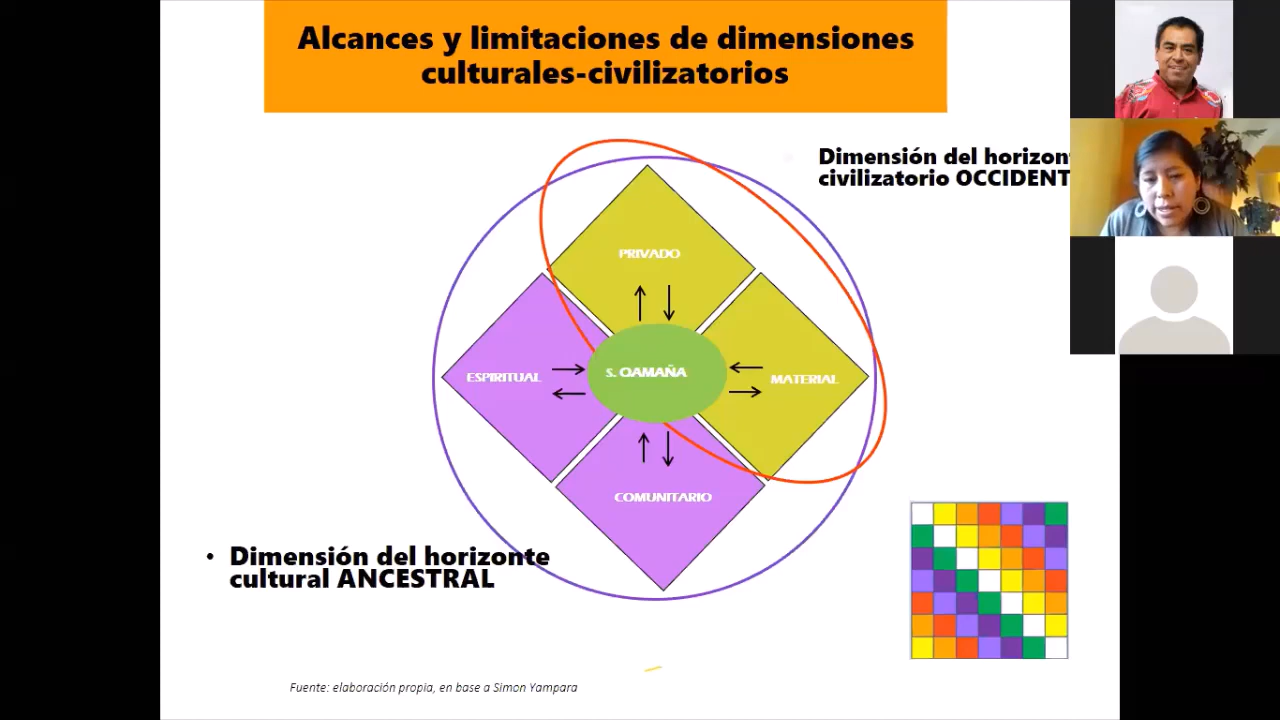 Alcances y limitaciones de dimensiones
culturales-civilizatorios
Dimensión del horizont
civilizatorio OCCIDENT
PRIVADO
ESPIRITUAL
S. QAMAÑA
MATERIAL
COMUNITARIO
• Dimensión del horizonte
cultural ANCESTRAL
Fuente: elaboración propia, en base a Simon Yampara